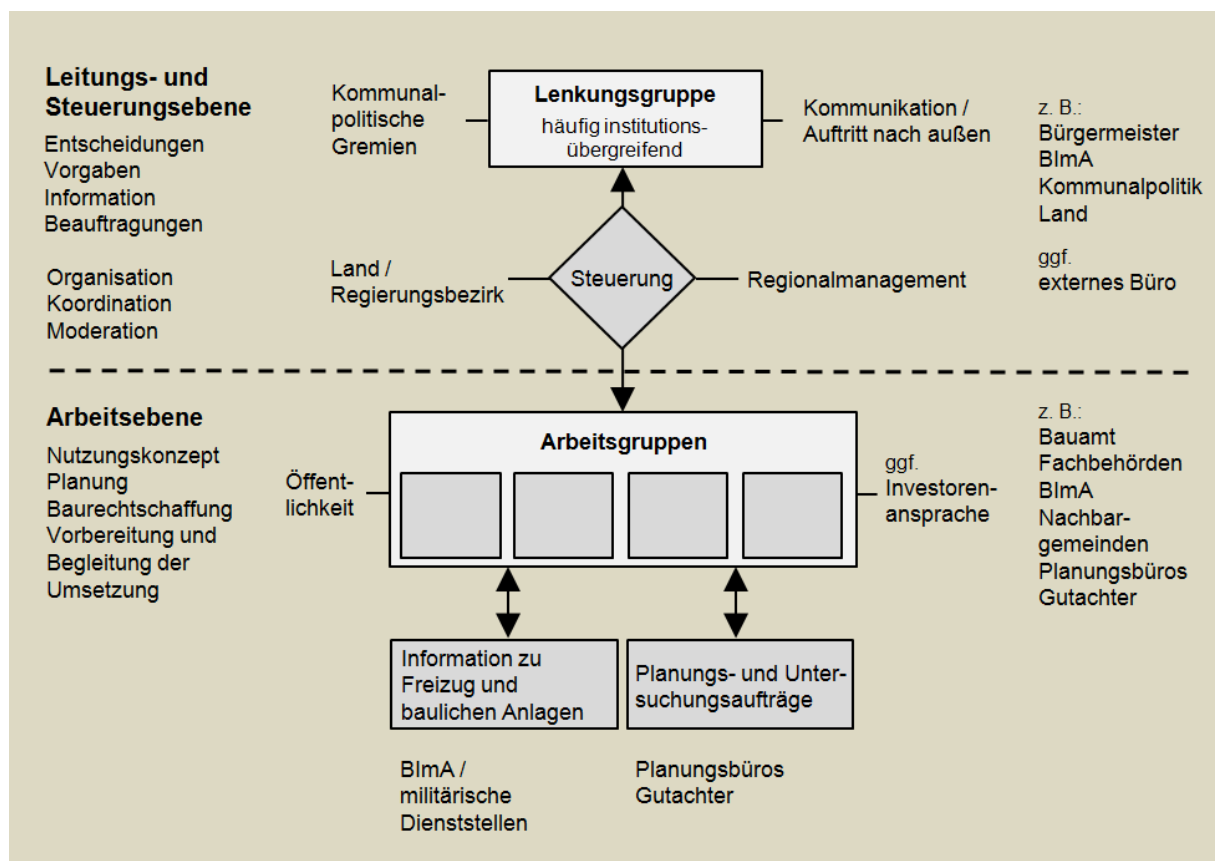 Leitungs- und
Steuerungsebene
Entscheidungen
Vorgaben
Information
Beauftragungen
Organisation
Koordination
Moderation
Kommunal-
politische
Gremien
Lenkungsgruppe
häufig institutions-
übergreifend
Kommunikation /
Auftritt nach außen
z. B.:
Bürgermeister
BImA
Kommunalpolitik
Land
Land /
Regierungsbezirk
Steuerung
Regionalmanagement
ggf.
externes Büro
Arbeitsebene
Nutzungskonzept
Planung
Baurechtschaffung
Vorbereitung und
Begleitung der
Umsetzung
Öffent-
lichkeit
Arbeitsgruppen
ggf.
Investoren-
ansprache
z. B.:
Bauamt
Fachbehörden
BImA
Nachbar-
gemeinden
Planungsbüros
Gutachter
Information zu
Freizug und
baulichen Anlagen
Planungs- und Unter-
suchungsaufträge
BImA /
militärische
Dienststellen
Planungsbüros
Gutachter